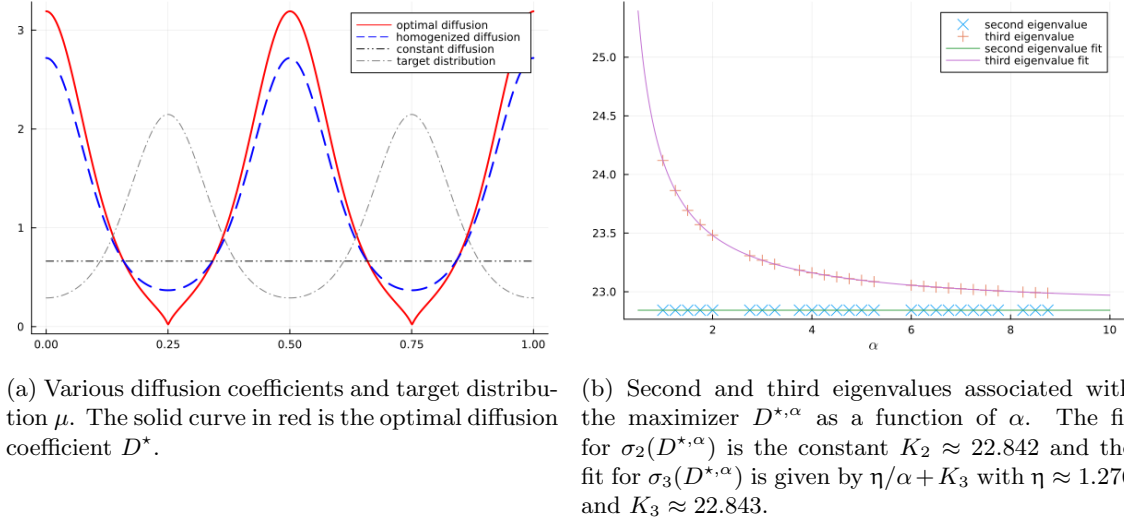 3
2
1
0
0.00
0.25
0.50
0.75
1.00
optimal diffusion
homogenized diffusion
constant diffusion
target distribution
25.0
24.5
24.0
23.5
23.0
2
4
6
8
10
α
second eigenvalue
third eigenvalue
second eigenvalue fit
third eigenvalue fit
(a) Various diffusion coefficients and target distribu-
tion μ. The solid curve in red is the optimal diffusion
coefficient D⋆.
(b) Second and third eigenvalues associated with
the maximizer D⋆,α as a function of α. The fi
for σ₂(D⋆,α) is the constant K₂ ≈ 22.842 and the
fit for σ₃(D⋆,α) is given by η/α + K₃ with η ≈ 1.276
and K₃ ≈ 22.843.